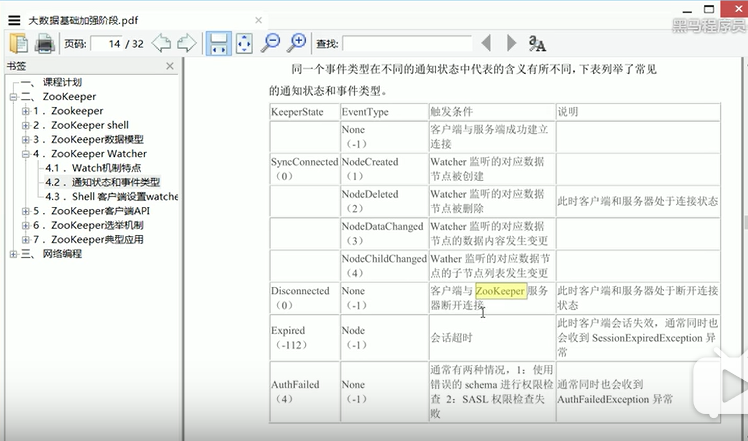 大数据基础加强阶段.pdf
黑马程序员
页码: 14 / 32 查找:
书签
一、 课程计划
二、 ZooKeeper
1． Zookeeper
2． ZooKeeper shell
3． ZooKeeper数据模型
4． ZooKeeper Watcher
4.1． Watch机制特点
4.2． 通知状态和事件类型
4.3． Shell 客户端设置watche
5． ZooKeeper客户端API
6． ZooKeeper选举机制
7． ZooKeeper典型应用
三、 网络编程
同一个事件类型在不同的通知状态中代表的含义有所不同，下表列举了常见
的通知状态和事件类型。
KeeperState EventType 触发条件 说明
None
（-1）
客户端与服务端成功建立
连接
SyncConnected
（0）
NodeCreated
（1）
Watcher 监听的对应数据
节点被创建
NodeDeleted
（2）
Watcher 监听的对应数据
节点被删除
此时客户端和服务器处于连接状态
NodeDataChanged
（3）
Watcher 监听的对应数据
节点的数据内容发生变更
NodeChildChanged
（4）
Wather 监听的对应数据节
点的子节点列表发生变更
Disconnected
（0）
None
（-1）
客户端与 ZooKeeper 服务
器断开连接
此时客户端和服务器处于断开连接
状态
Expired
（-112）
Node
（-1）
会话超时
此时客户端会话失效，通常同时也
会收到 SessionExpiredException 异
常
AuthFailed
（4）
None
（-1）
通常有两种情况，1：使用
错误的 schema 进行权限检
查 2：SASL 权限检查失
败
通常同时也会收到
AuthFailedException 异常